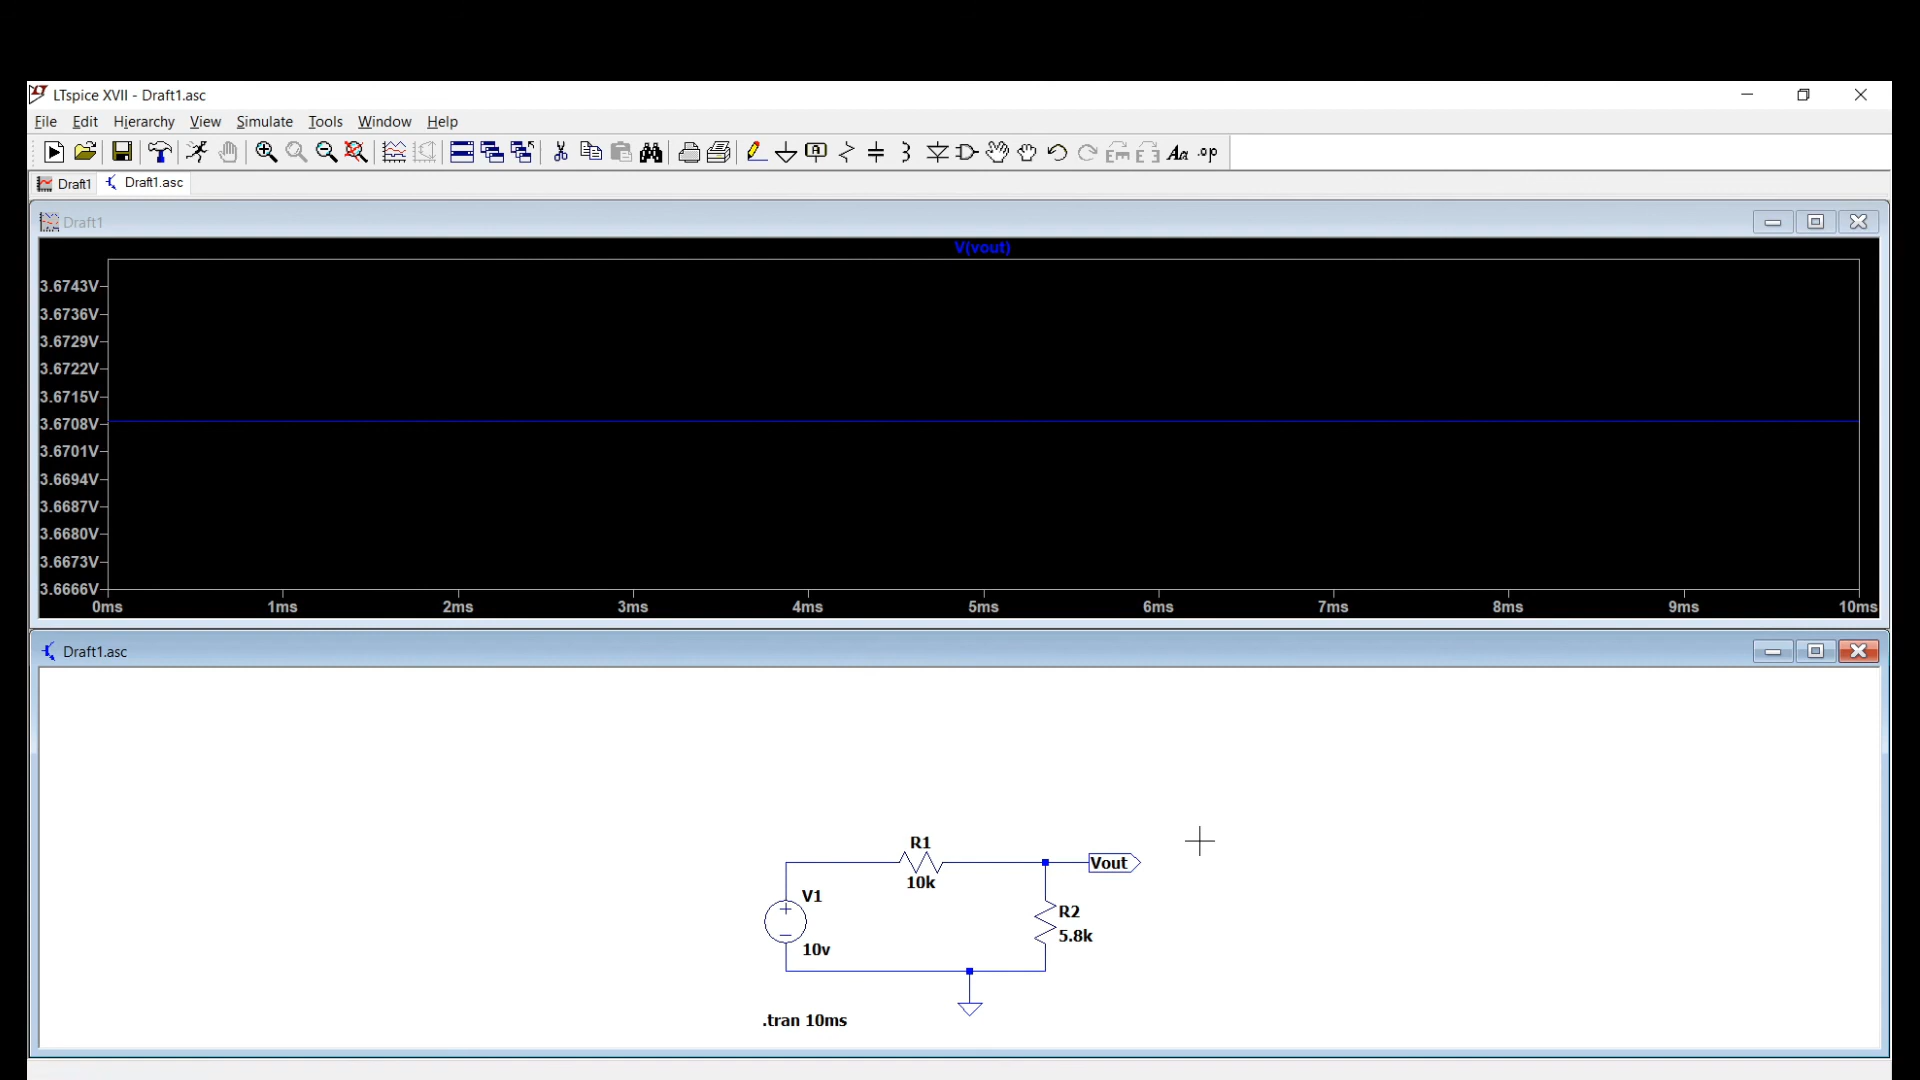 LTspice XVII - Draft1.asc
File Edit Hierarchy View Simulate Tools Window Help
Draft1 Draft1.asc
Draft1
V(vout)
3.6743V
3.6736V
3.6729V
3.6722V
3.6715V
3.6708V
3.6701V
3.6694V
3.6687V
3.6680V
3.6673V
3.6666V
0ms 1ms 2ms 3ms 4ms 5ms 6ms 7ms 8ms 9ms 10ms
Draft1.asc
R1
10k
Vout
V1
10v
R2
5.8k
.tran 10ms